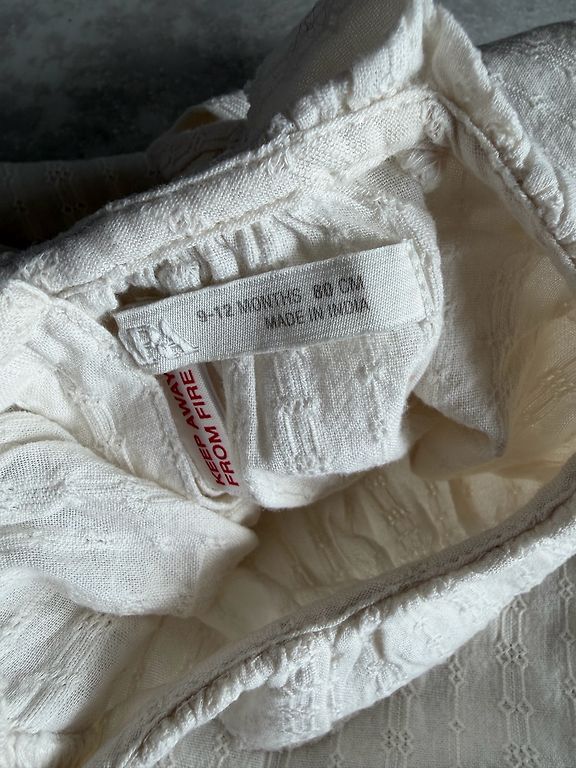 9-12 MONTHS 80 CM
MADE IN INDIA
KEEP AWAY
FROM FIRE